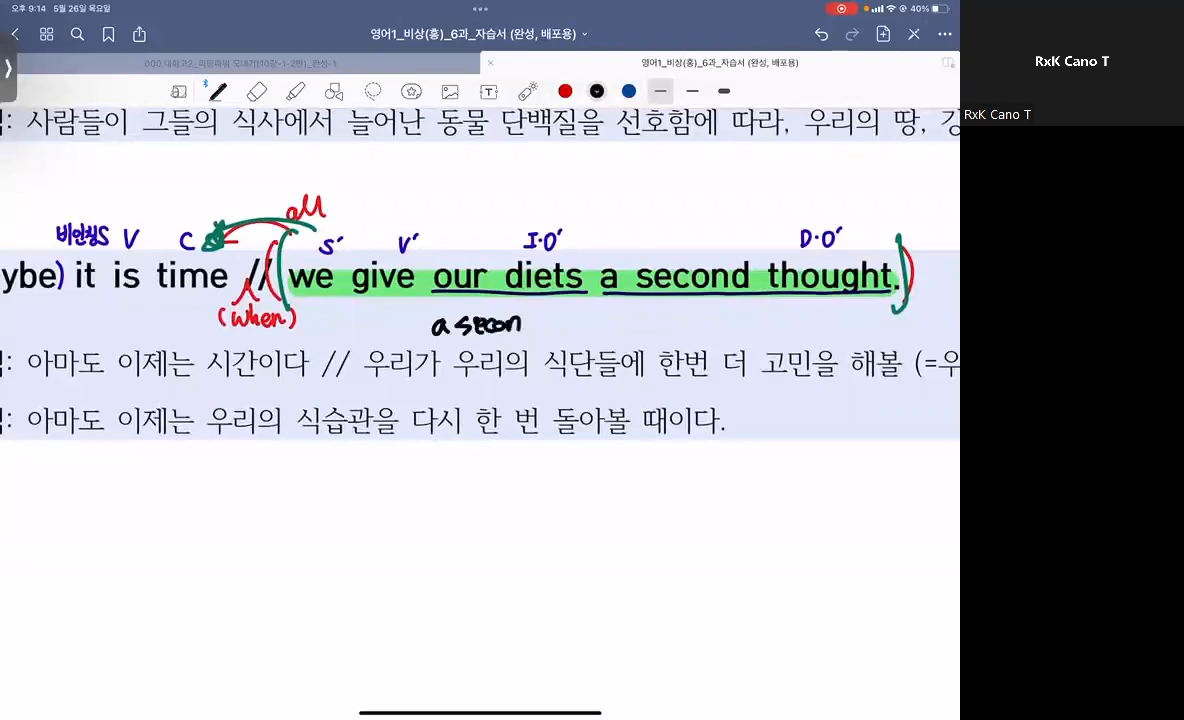 오후 9:14 5월 26일 목요일
40%
영어1_비상(홍)_6과_자습서 (완성, 배포용)
영어1_비상(홍)_6과_자습서 (완성, 배포용)
RxK Cano T
RxK Cano T
: 사람들이 그들의 식사에서 늘어난 동물 단백질을 선호함에 따라, 우리의 땅, 강
비인칭S V C S′ V′ I·O′ D·O′
ybe) it is time // (we give our diets a second thought.)
(when) a secon
: 아마도 이제는 시간이다 // 우리가 우리의 식단들에 한번 더 고민을 해볼 (=우
: 아마도 이제는 우리의 식습관을 다시 한 번 돌아볼 때이다.